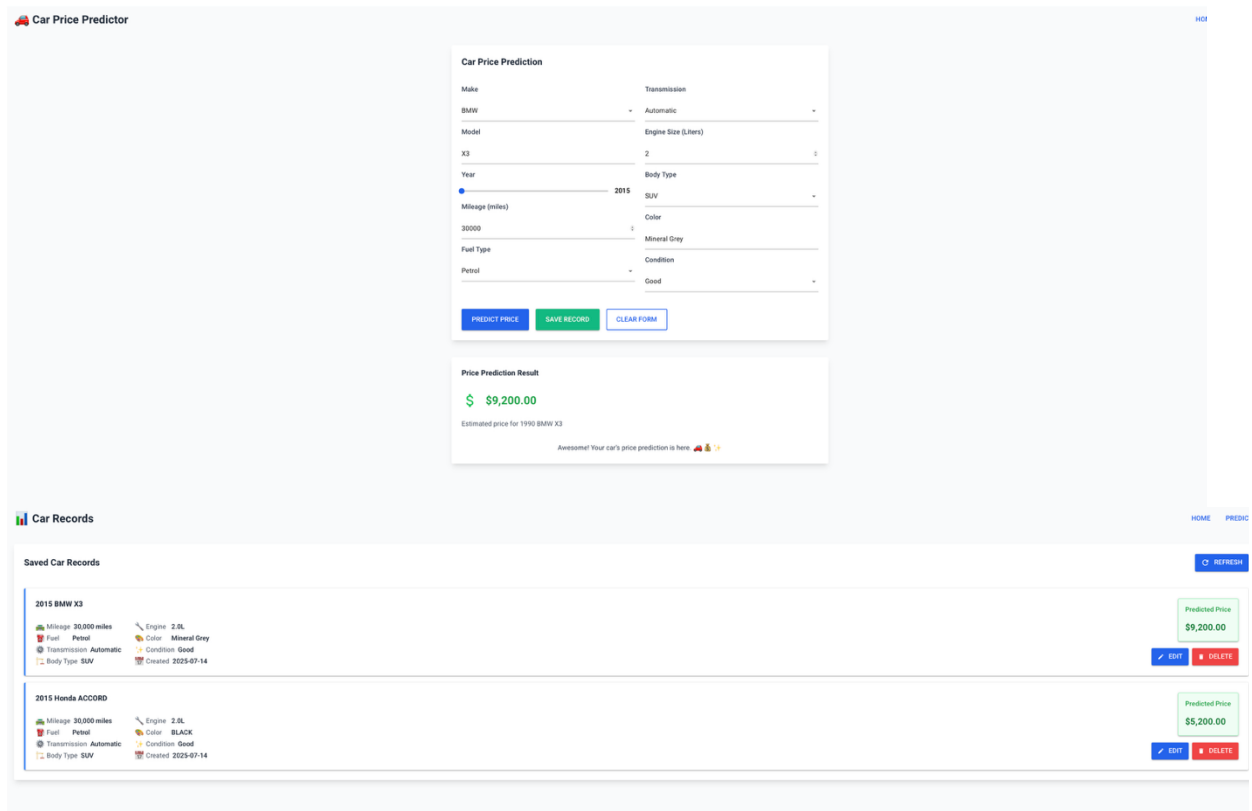 Car Price Predictor
Car Price Prediction
Make
BMW
Model
X3
Year
2015
Mileage (miles)
30000
Fuel Type
Petrol
Transmission
Automatic
Engine Size (Liters)
2
Body Type
SUV
Color
Mineral Grey
Condition
Good
PREDICT PRICE SAVE RECORD CLEAR FORM
Price Prediction Result
$ $9,200.00
Estimated price for 1990 BMW X3
Awesome! Your car's price prediction is here.
Car Records
HOME
Saved Car Records
REFRESH
2015 BMW X3
Mileage 30,000 miles
Fuel Petrol
Transmission Automatic
Body Type SUV
Engine 2.0L
Color Mineral Grey
Condition Good
Created 2025-07-14
Predicted Price
$9,200.00
EDIT DELETE
2015 Honda ACCORD
Mileage 30,000 miles
Fuel Petrol
Transmission Automatic
Body Type SUV
Engine 2.0L
Color BLACK
Condition Good
Created 2025-07-14
Predicted Price
$5,200.00
EDIT DELETE